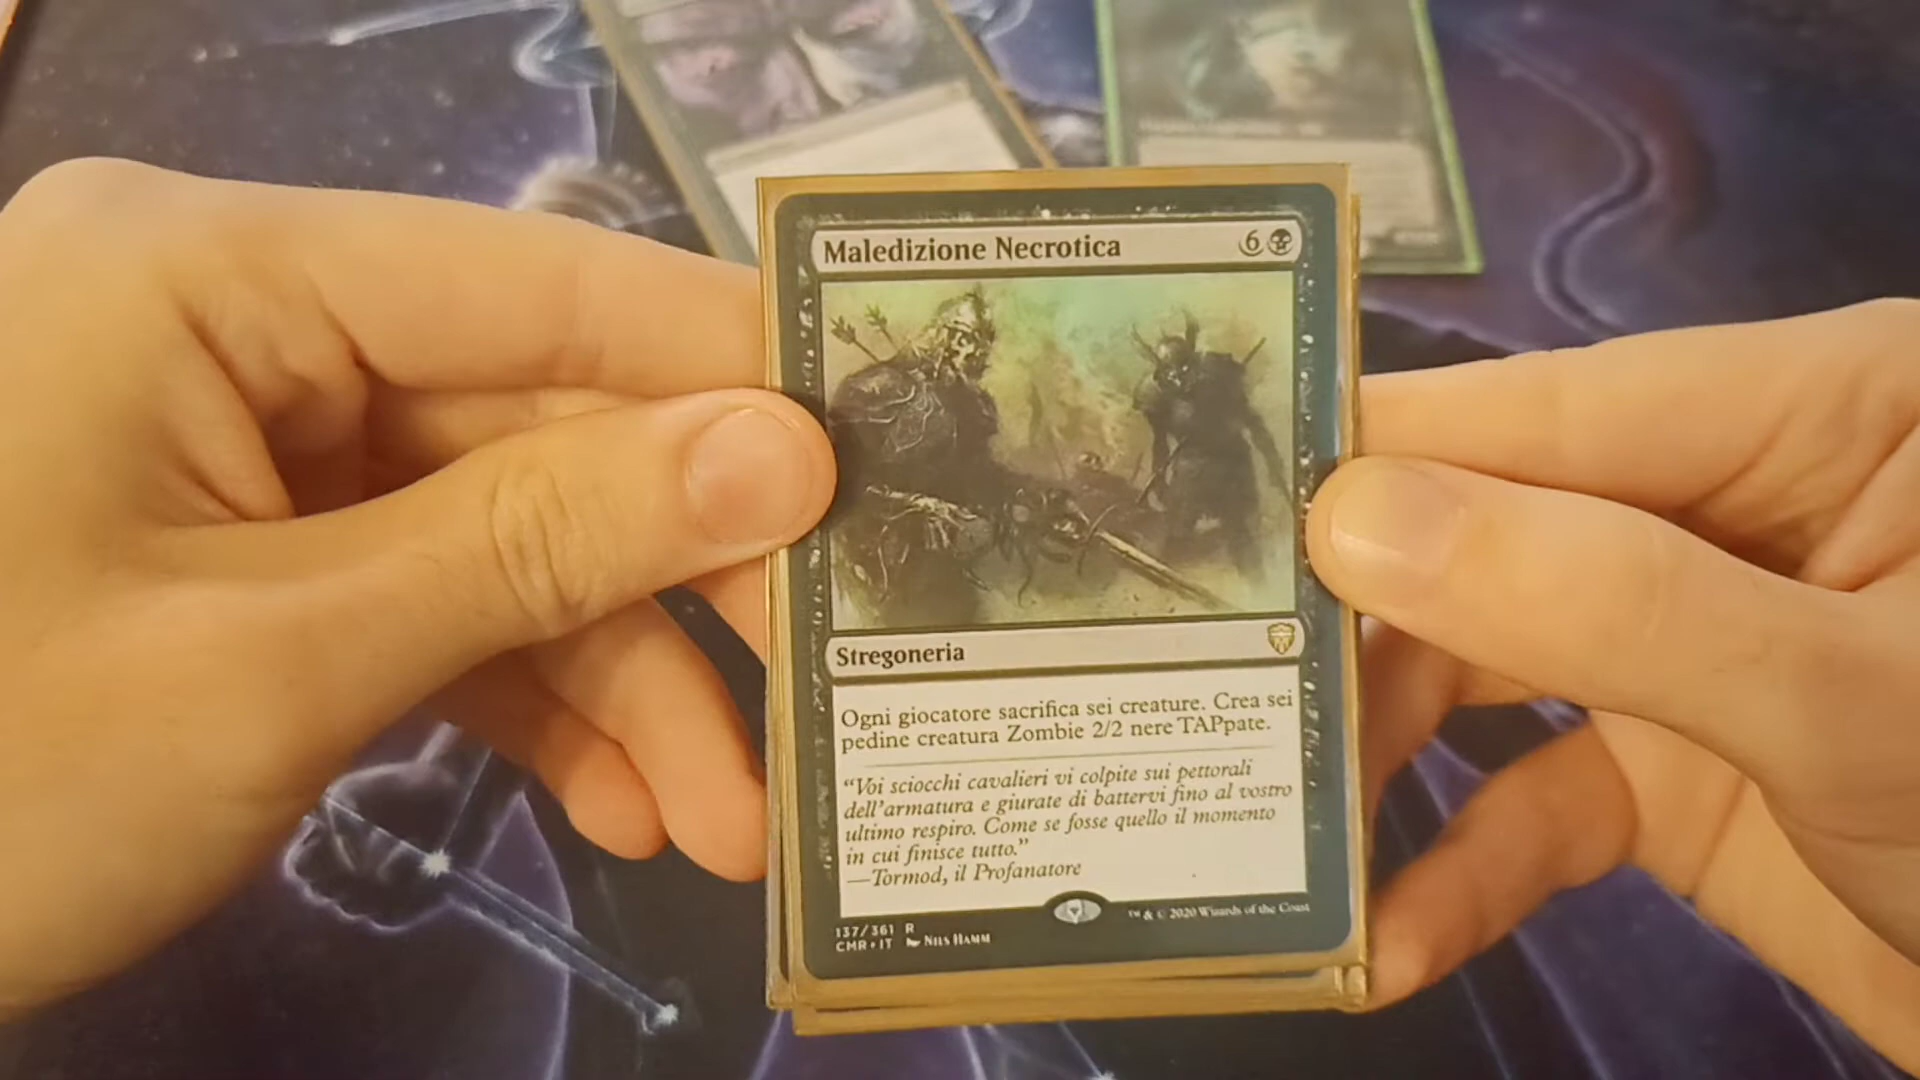 Maledizione Necrotica 6
Stregoneria
Ogni giocatore sacrifica sei creature. Crea sei
pedine creatura Zombie 2/2 nere TAPpate.
“Voi sciocchi cavalieri vi colpite sui pettorali
dell’armatura e giurate di battervi fino al vostro
ultimo respiro. Come se fosse quello il momento
in cui finisce tutto.”
—Tormod, il Profanatore
137/361 R
CMR • IT Nils Hamm
™ & © 2020 Wizards of the Coast